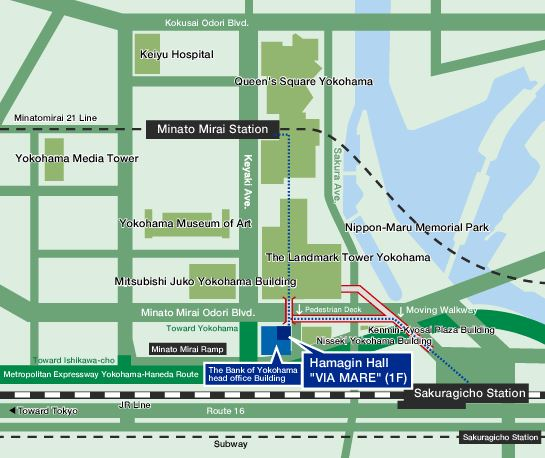 Kokusai Odori Blvd.
Keiyu Hospital
Queen's Square Yokohama
Minatomirai 21 Line
Minato Mirai Station
Yokohama Media Tower
Keyaki Ave.
Sakura Ave.
Yokohama Museum of Art
Nippon-Maru Memorial Park
The Landmark Tower Yokohama
Mitsubishi Juko Yokohama Building
Minato Mirai Odori Blvd.
↓ Pedestrian Deck
↓ Moving Walkway
Toward Yokohama
Kenmin-Kyosai Plaza Building
Nisseki Yokohama Building
Minato Mirai Ramp
Toward Ishikawa-cho
The Bank of Yokohama
head office Building
Hamagin Hall
"VIA MARE" (1F)
Metropolitan Expressway Yokohama-Haneda Route
Sakuragicho Station
JR Line
◀ Toward Tokyo
Route 16
Subway
Sakuragicho Station